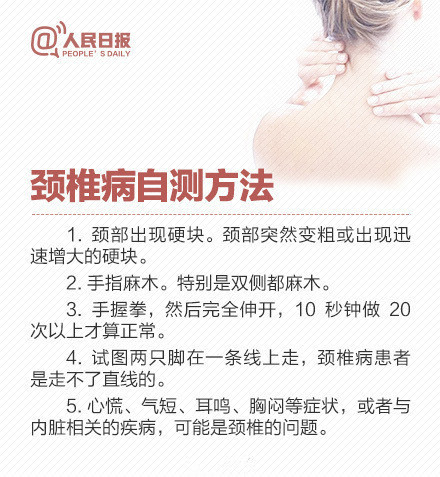 @人民日报
PEOPLE'S DAILY
颈椎病自测方法
1. 颈部出现硬块。颈部突然变粗或出现迅
速增大的硬块。
2. 手指麻木。特别是双侧都麻木。
3. 手握拳，然后完全伸开，10 秒钟做 20
次以上才算正常。
4. 试图两只脚在一条线上走，颈椎病患者
是走不了直线的。
5. 心慌、气短、耳鸣、胸闷等症状，或者与
内脏相关的疾病，可能是颈椎的问题。